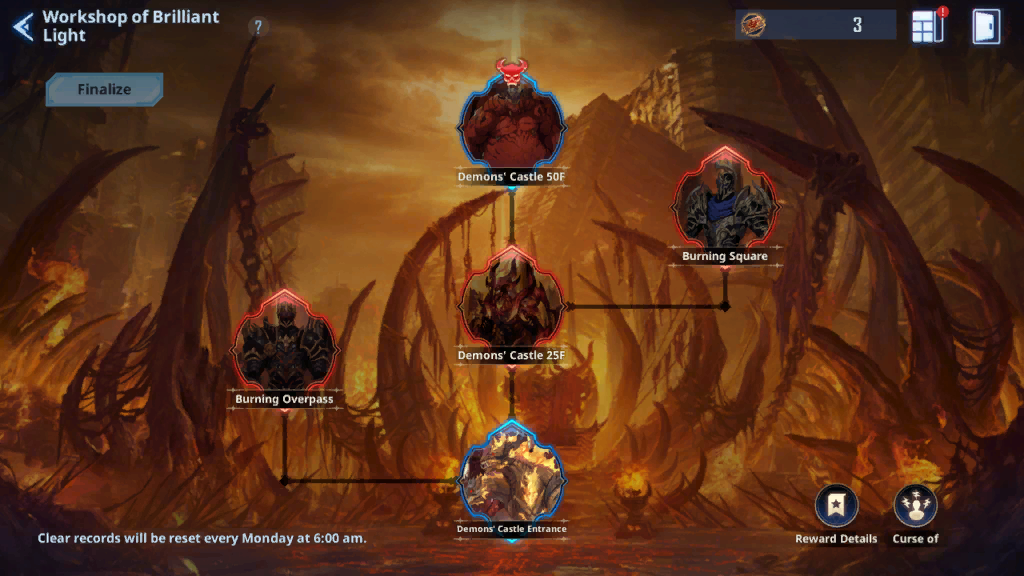 Workshop of Brilliant
Light
?
3
!
Finalize
Demons' Castle 50F
Burning Square
Demons' Castle 25F
Burning Overpass
Demons' Castle Entrance
Clear records will be reset every Monday at 6:00 am.
Reward Details
Curse of